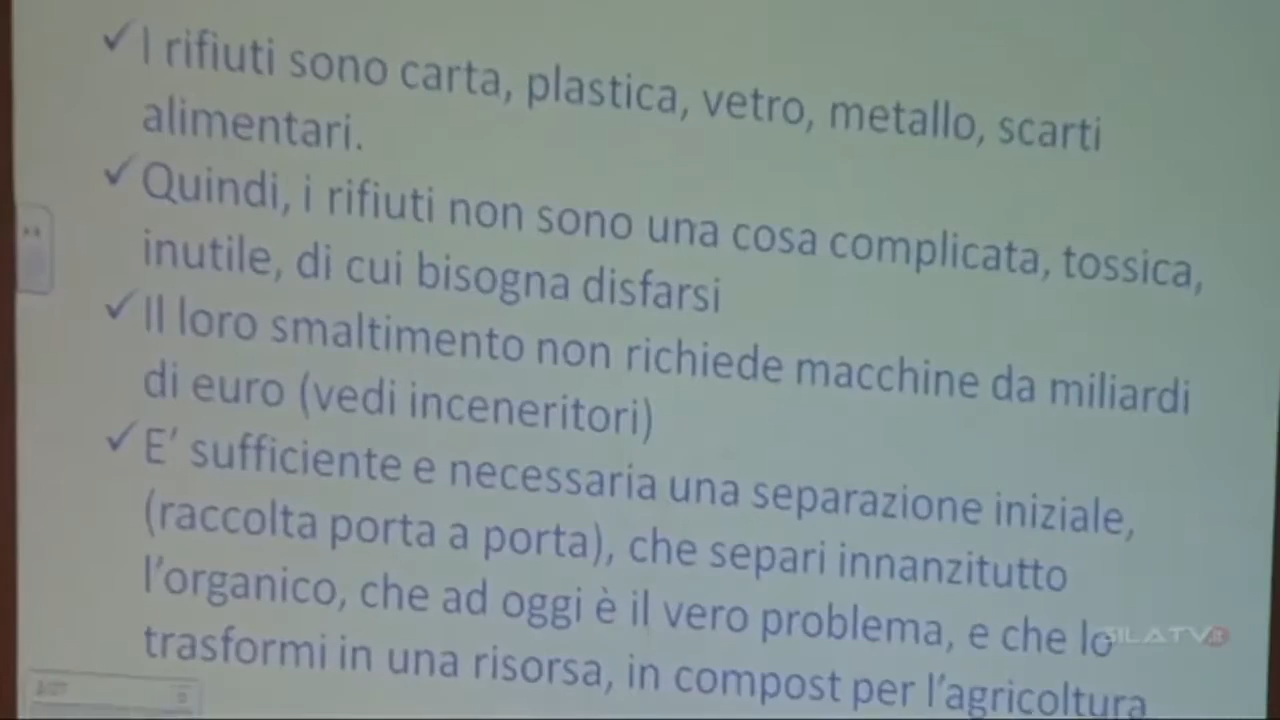 ✓ I rifiuti sono carta, plastica, vetro, metallo, scarti
alimentari.
✓ Quindi, i rifiuti non sono una cosa complicata, tossica,
inutile, di cui bisogna disfarsi
✓ Il loro smaltimento non richiede macchine da miliardi
di euro (vedi inceneritori)
✓ E’ sufficiente e necessaria una separazione iniziale,
(raccolta porta a porta), che separi innanzitutto
l’organico, che ad oggi è il vero problema, e che lo
trasformi in una risorsa, in compost per l’agricoltura